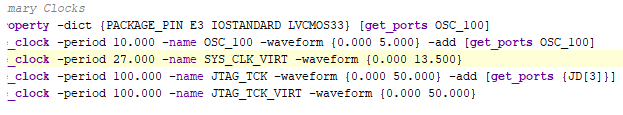 mary Clocks
operty -dict {PACKAGE_PIN E3 IOSTANDARD LVCMOS33} [get_ports OSC_100]
_clock -period 10.000 -name OSC_100 -waveform {0.000 5.000} -add [get_ports OSC_100]
_clock -period 27.000 -name SYS_CLK_VIRT -waveform {0.000 13.500}
_clock -period 100.000 -name JTAG_TCK -waveform {0.000 50.000} -add [get_ports {JD[3]}]
_clock -period 100.000 -name JTAG_TCK_VIRT -waveform {0.000 50.000}